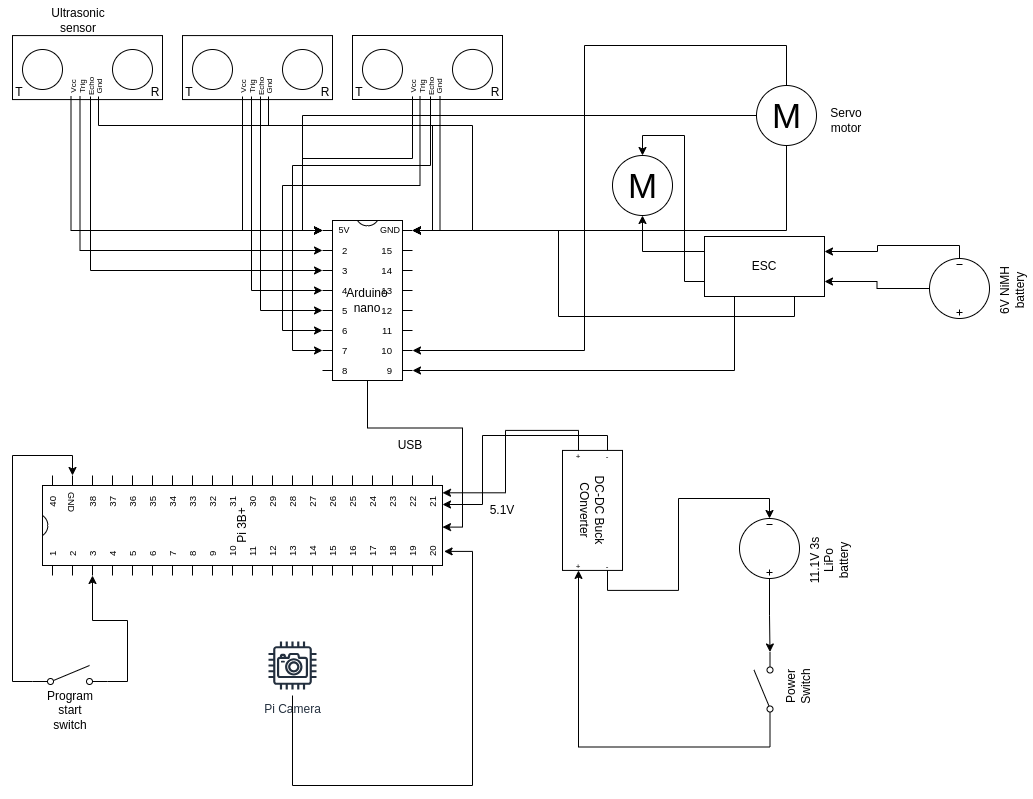 Ultrasonic
sensor
T
Vcc
Trig
Echo
Gnd
R
T
Vcc
Trig
Echo
Gnd
R
T
Vcc
Trig
Echo
Gnd
R
M
Servo
motor
M
ESC
6V NiMH
battery
−
+
5V
GND
2
15
3
14
4
13
Arduino
nano
5
12
6
11
7
10
8
9
USB
40
GND
38
37
36
35
34
33
32
31
30
29
28
27
26
25
24
23
22
21
Pi 3B+
1
2
3
4
5
6
7
8
9
10
11
12
13
14
15
16
17
18
19
20
5.1V
+
-
DC-DC Buck
COnverter
+
-
−
+
11.1V 3s
LiPo
battery
Power
Switch
Program
start
switch
Pi Camera